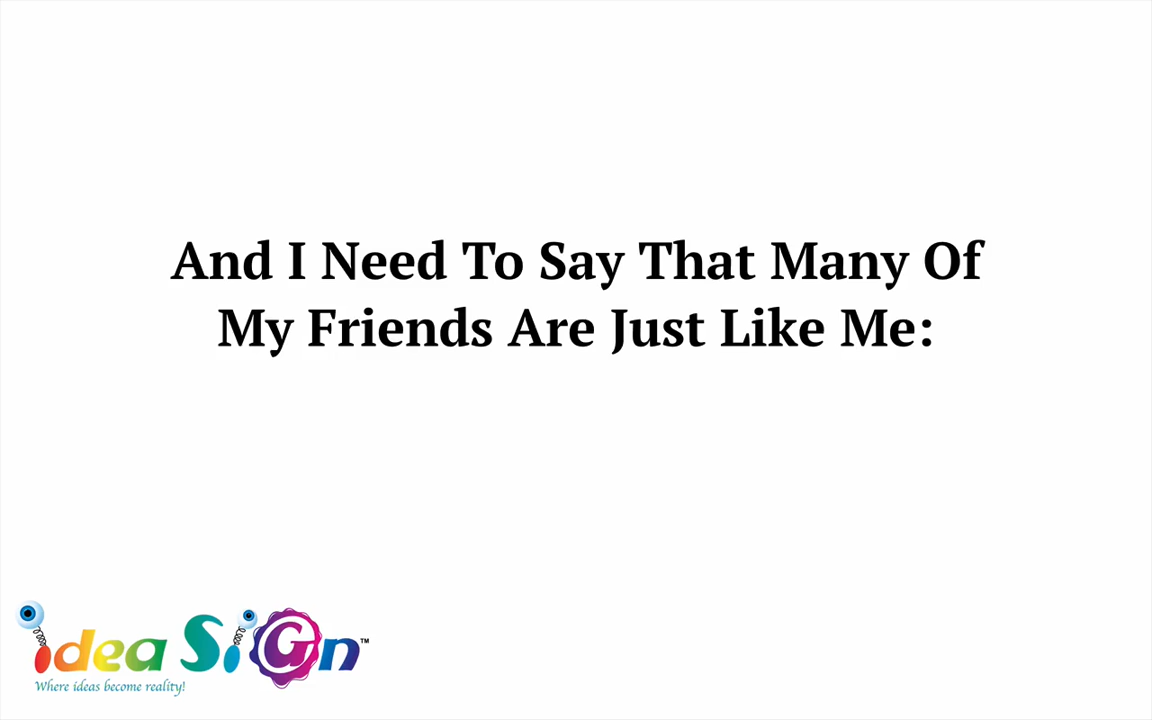 And I Need To Say That Many Of
My Friends Are Just Like Me:
idea SiGn™
Where ideas become reality!